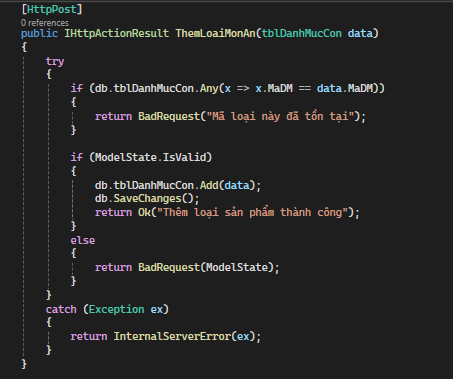 [HttpPost]
0 references
public IHttpActionResult ThemLoaiMonAn(tblDanhMucCon data)
{
try
{
if (db.tblDanhMucCon.Any(x => x.MaDM == data.MaDM))
{
return BadRequest("Mã loại này đã tồn tại");
}
if (ModelState.IsValid)
{
db.tblDanhMucCon.Add(data);
db.SaveChanges();
return Ok("Thêm loại sản phẩm thành công");
}
else
{
return BadRequest(ModelState);
}
}
catch (Exception ex)
{
return InternalServerError(ex);
}
}